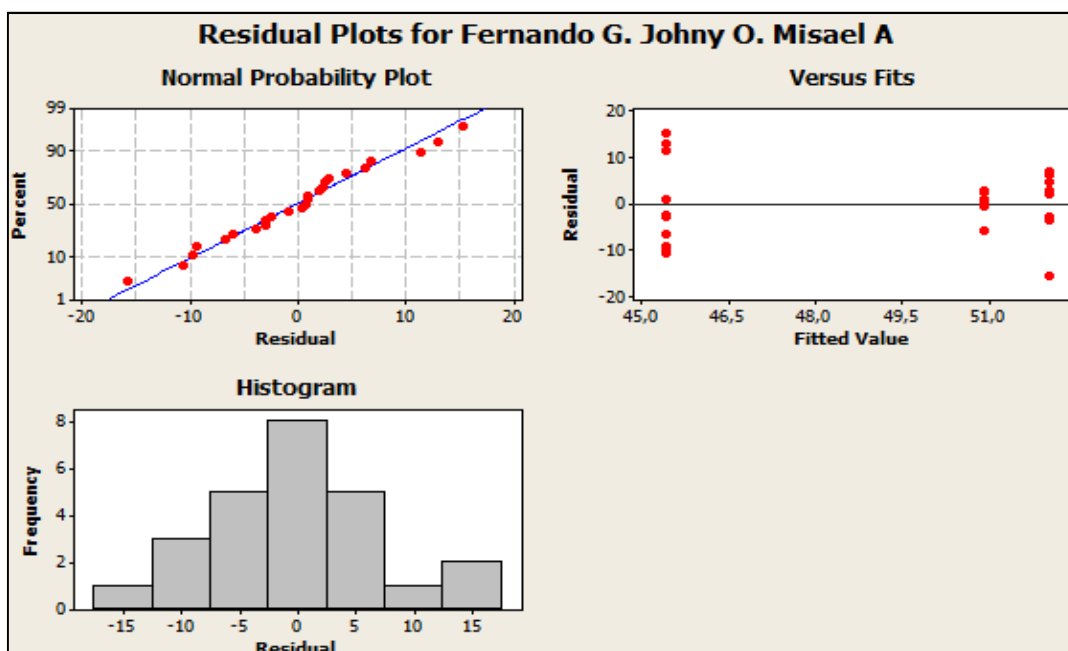 Residual Plots for Fernando G. Johny O. Misael A
Normal Probability Plot
99
90
50
10
1
Percent
-20 -10 0 10 20
Residual
Versus Fits
20
10
0
-10
-20
Residual
45,0 46,5 48,0 49,5 51,0
Fitted Value
Histogram
8
6
4
2
0
Frequency
-15 -10 -5 0 5 10 15
Residual